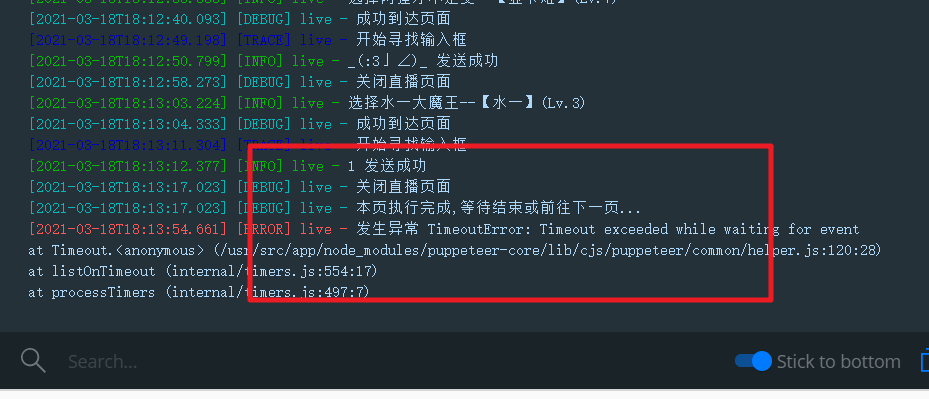 [2021-03-18T18:12:40.093] [DEBUG] live - 成功到达页面
[2021-03-18T18:12:49.198] [TRACE] live - 开始寻找输入框
[2021-03-18T18:12:50.799] [INFO] live - _(:3」∠)_ 发送成功
[2021-03-18T18:12:58.273] [DEBUG] live - 关闭直播页面
[2021-03-18T18:13:03.224] [INFO] live - 选择水一大魔王--【水一】(Lv.3)
[2021-03-18T18:13:04.333] [DEBUG] live - 成功到达页面
[2021-03-18T18:13:11.304] [TRACE] live - 开始寻找输入框
[2021-03-18T18:13:12.377] [INFO] live - 1 发送成功
[2021-03-18T18:13:17.023] [DEBUG] live - 关闭直播页面
[2021-03-18T18:13:17.023] [DEBUG] live - 本页执行完成,等待结束或前往下一页...
[2021-03-18T18:13:54.661] [ERROR] live - 发生异常 TimeoutError: Timeout exceeded while waiting for event
at Timeout.<anonymous> (/usr/src/app/node_modules/puppeteer-core/lib/cjs/puppeteer/common/helper.js:120:28)
at listOnTimeout (internal/timers.js:554:17)
at processTimers (internal/timers.js:497:7)
Search...
Stick to bottom